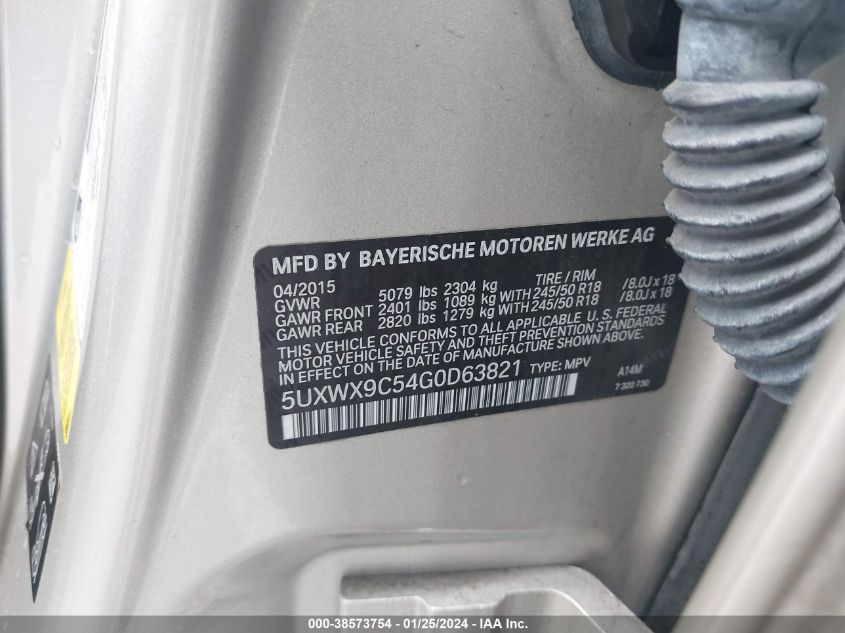 MFD BY BAYERISCHE MOTOREN WERKE AG
04/2015 TIRE / RIM
GVWR 5079 lbs 2304 kg
GAWR FRONT 2401 lbs 1089 kg WITH 245/50 R18 /8.0J x 18
GAWR REAR 2820 lbs 1279 kg WITH 245/50 R18 /8.0J x 18
THIS VEHICLE CONFORMS TO ALL APPLICABLE U.S. FEDERAL
MOTOR VEHICLE SAFETY AND THEFT PREVENTION STANDARDS
IN EFFECT ON THE DATE OF MANUFACTURE SHOWN ABOVE.
5UXWX9C54G0D63821 TYPE: MPV A14M
7 320 730
000-38573754 | 01/25/2024 | IAA, Inc.